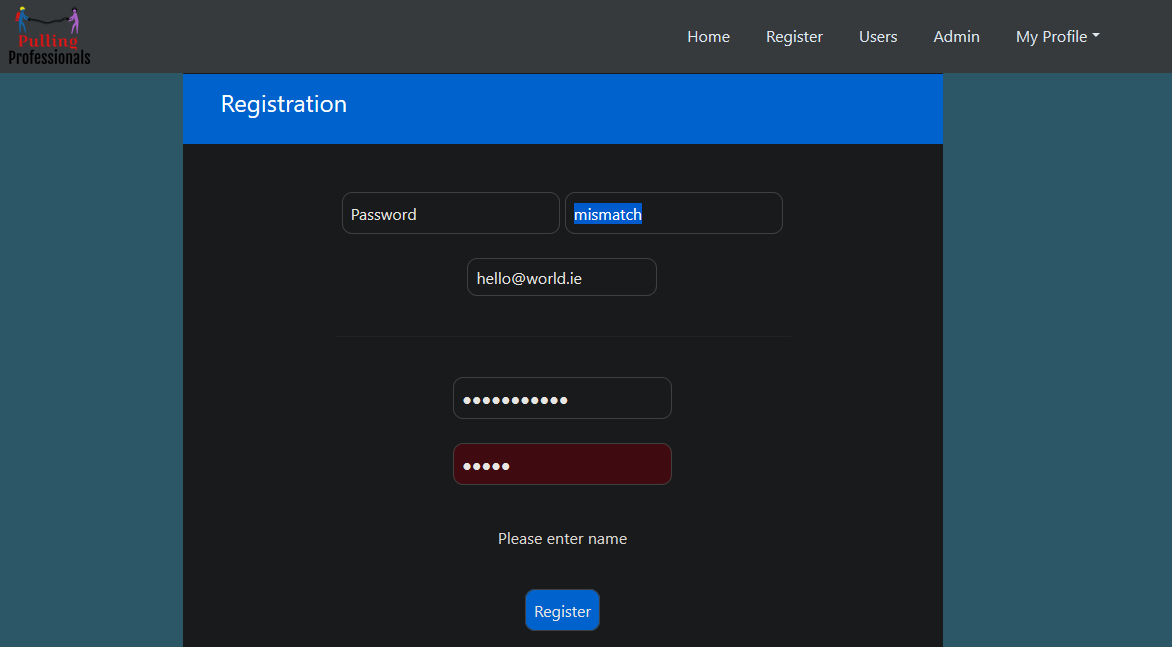 Pulling
Professionals
Home Register Users Admin My Profile
Registration
Password mismatch
hello@world.ie
●●●●●●●●●●●
●●●●●
Please enter name
Register